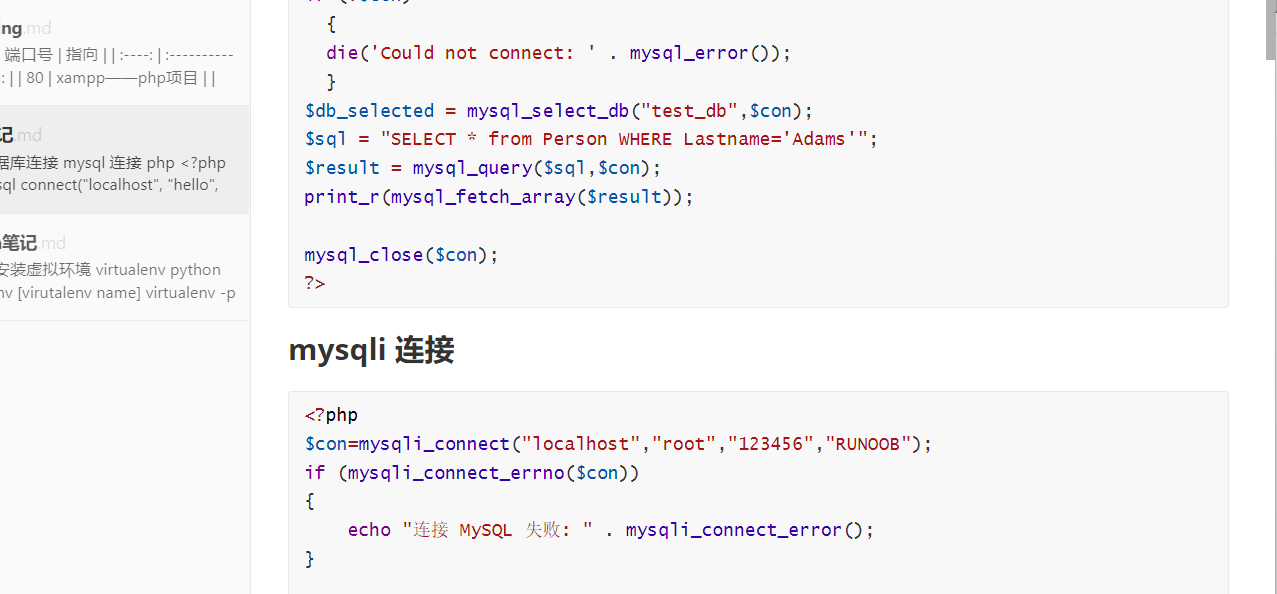 ng.md
端口号 | 指向 | | :----: | :----------
: | | 80 | xampp——php项目 | |
记.md
据库连接 mysql 连接 php <?php
sql connect("localhost", "hello",
笔记.md
安装虚拟环境 virtualenv python
nv [virutalenv name] virtualenv -p
{
die('Could not connect: ' . mysql_error());
}
$db_selected = mysql_select_db("test_db",$con);
$sql = "SELECT * from Person WHERE Lastname='Adams'";
$result = mysql_query($sql,$con);
print_r(mysql_fetch_array($result));
mysql_close($con);
?>
mysqli 连接
<?php
$con=mysqli_connect("localhost","root","123456","RUNOOB");
if (mysqli_connect_errno($con))
{
echo "连接 MySQL 失败: " . mysqli_connect_error();
}